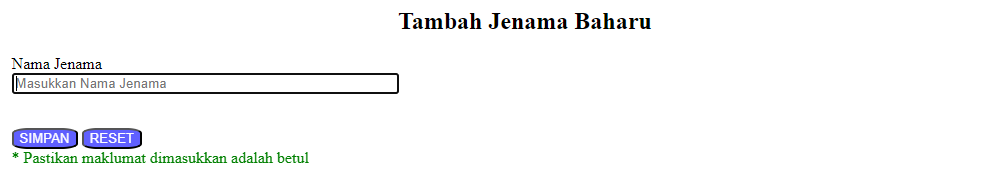 Tambah Jenama Baharu
Nama Jenama
Masukkan Nama Jenama
SIMPAN RESET
* Pastikan maklumat dimasukkan adalah betul